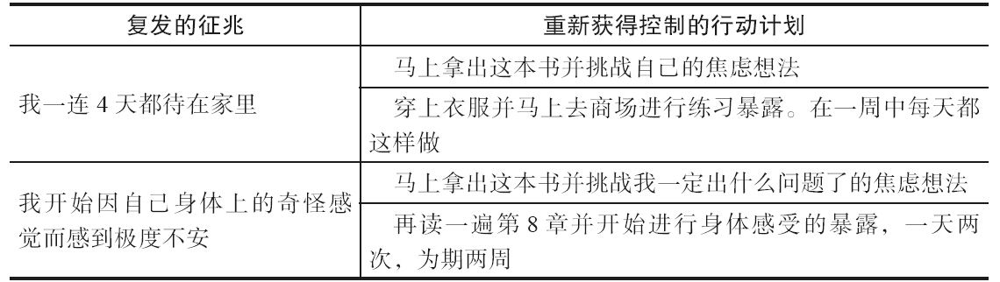 复发的征兆
重新获得控制的行动计划
我一连 4 天都待在家里
马上拿出这本书并挑战自己的焦虑想法
穿上衣服并马上去商场进行练习暴露。在一周中每天都
这样做
我开始因自己身体上的奇怪感
觉而感到极度不安
马上拿出这本书并挑战我一定出什么问题了的焦虑想法
再读一遍第 8 章并开始进行身体感受的暴露，一天两
次，为期两周